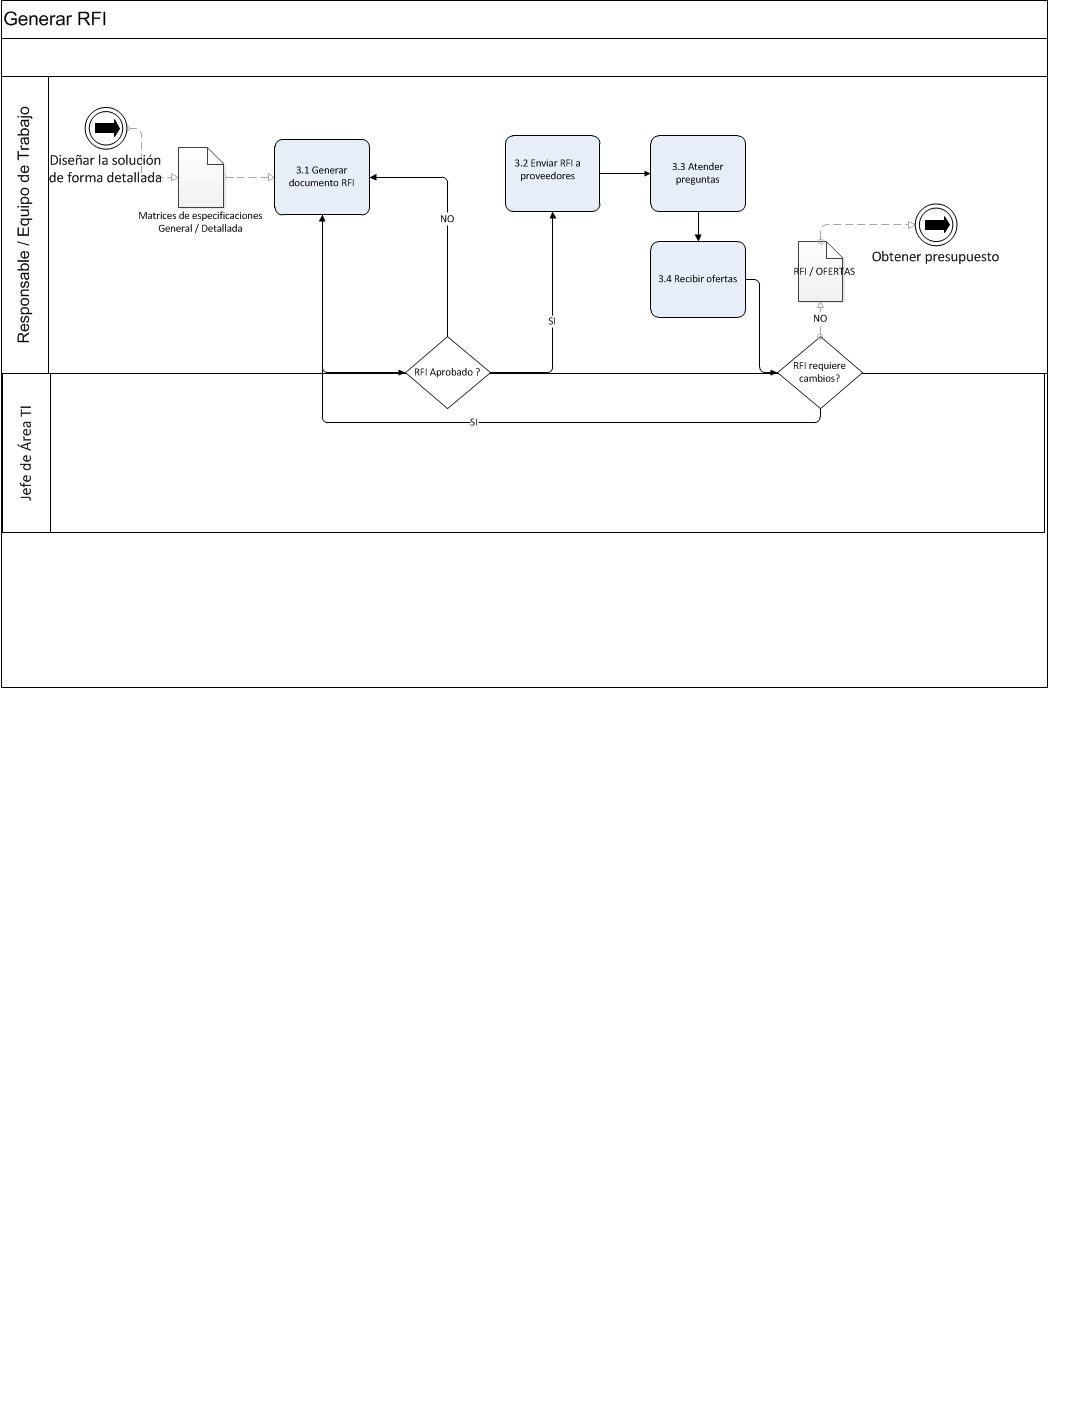 Generar RFI
Responsable / Equipo de Trabajo
Diseñar la solución
de forma detallada
Matrices de especificaciones
General / Detallada
3.1 Generar
documento RFI
NO
3.2 Enviar RFI a
proveedores
3.3 Atender
preguntas
3.4 Recibir ofertas
SI
RFI Aprobado ?
RFI / OFERTAS
Obtener presupuesto
NO
RFI requiere
cambios?
SI
Jefe de Área TI